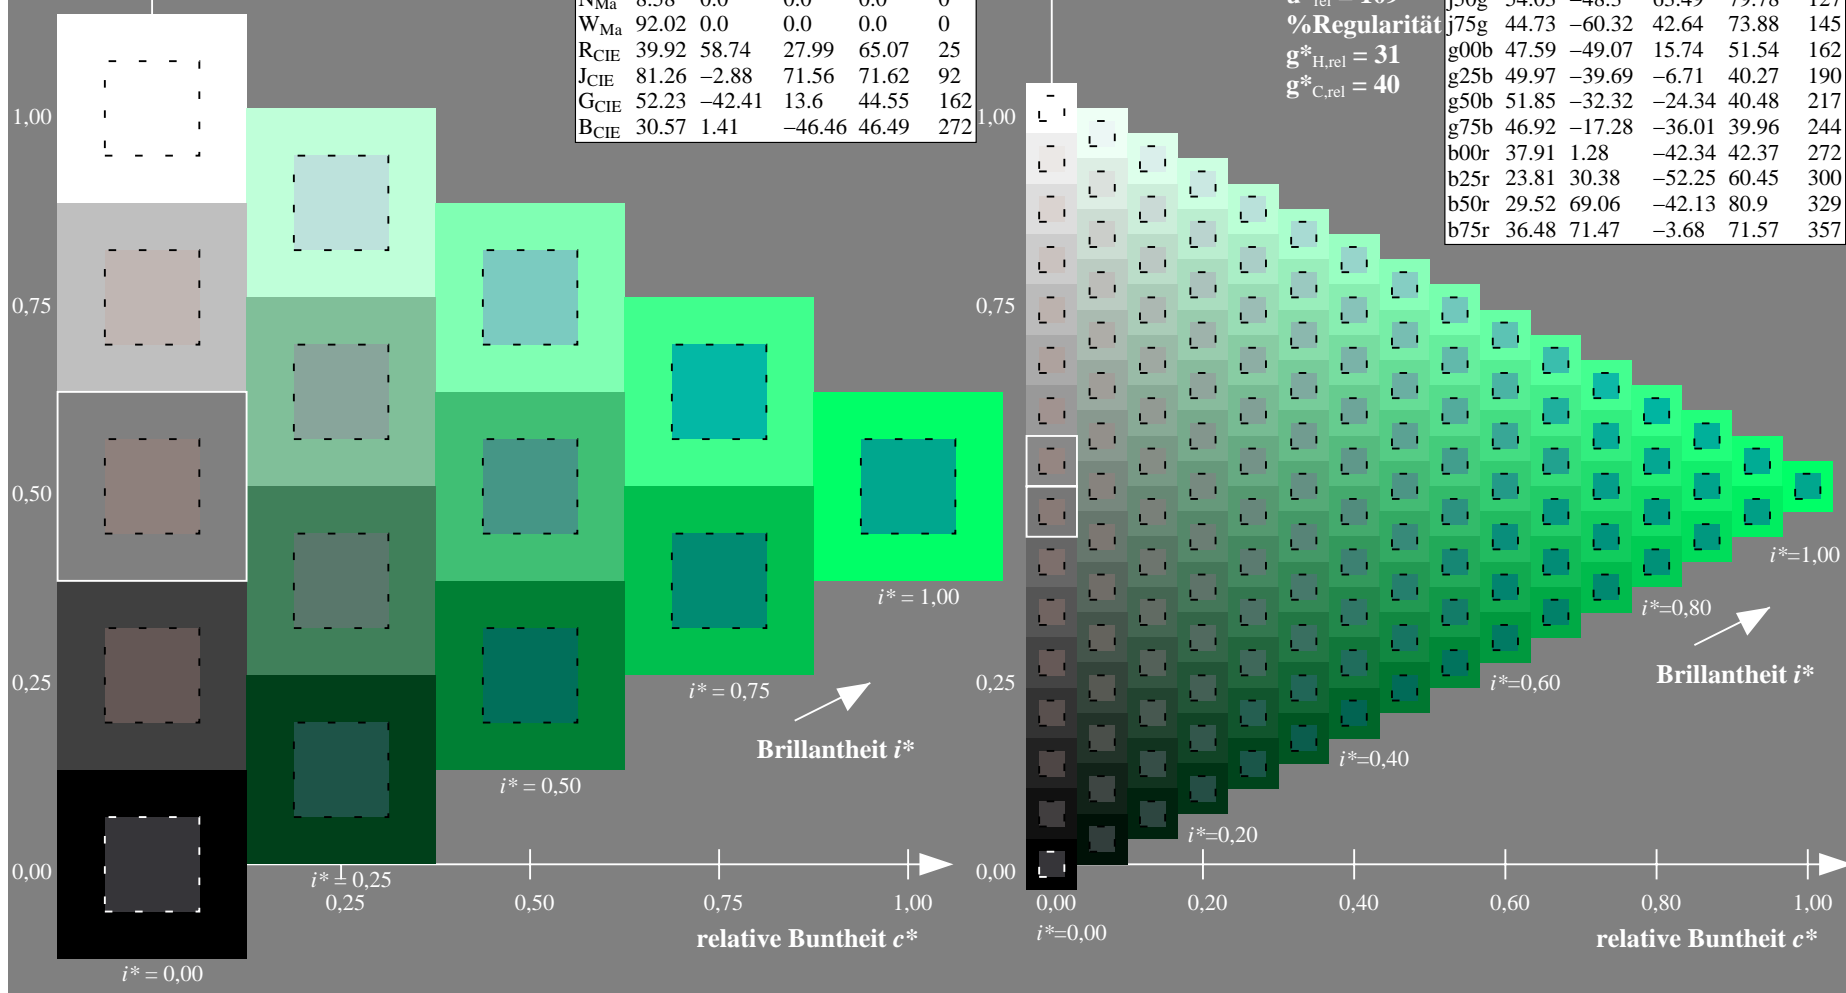 N_Ma 8.58 0.0 0.0 0.0 0
W_Ma 92.02 0.0 0.0 0.0 0
R_CIE 39.92 58.74 27.99 65.07 25
J_CIE 81.26 −2.88 71.56 71.62 92
G_CIE 52.23 −42.41 13.6 44.55 162
B_CIE 30.57 1.41 −46.46 46.49 272
1,00
0,75
0,50
0,25
0,00
i* = 1,00
i* = 0,75
i* = 0,50
i* = 0,25
i* = 0,00
Brillantheit i*
0,25 0,50 0,75 1,00
relative Buntheit c*
%Regularität
g*_H,rel = 31
g*_C,rel = 40
j75g 44.73 −60.32 42.64 73.88 145
g00b 47.59 −49.07 15.74 51.54 162
g25b 49.97 −39.69 −6.71 40.27 190
g50b 51.85 −32.32 −24.34 40.48 217
g75b 46.92 −17.28 −36.01 39.96 244
b00r 37.91 1.28 −42.34 42.37 272
b25r 23.81 30.38 −52.25 60.45 300
b50r 29.52 69.06 −42.13 80.9 329
b75r 36.48 71.47 −3.68 71.57 357
1,00
0,75
0,50
0,25
0,00
i*=1,00
i*=0,80
i*=0,60
i*=0,40
i*=0,20
i*=0,00
Brillantheit i*
0,00 0,20 0,40 0,60 0,80 1,00
relative Buntheit c*